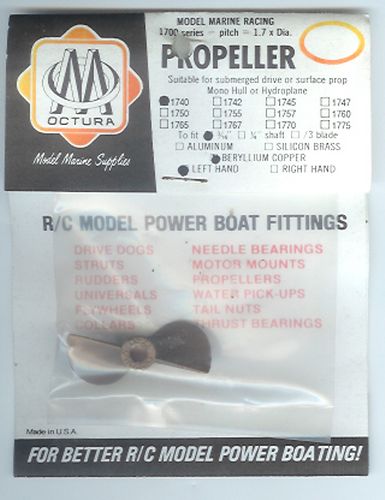 MODEL MARINE RACING
1700 series – pitch = 1.7 x Dia.
PROPELLER
Suitable for submerged drive or surface prop
Mono Hull or Hydroplane
1740 1742 1745 1747
1750 1755 1757 1760
1765 1767 1770 1775
To fit 3/16" 1/4" shaft /3 blade
ALUMINUM SILICON BRASS
BERYLLIUM COPPER
LEFT HAND RIGHT HAND
M
OCTURA
Model Marine Supplies
R/C MODEL POWER BOAT FITTINGS
DRIVE DOGS NEEDLE BEARINGS
STRUTS MOTOR MOUNTS
RUDDERS PROPELLERS
UNIVERSALS WATER PICK-UPS
FLYWHEELS TAIL NUTS
COLLARS THRUST BEARINGS
Made in U.S.A.
FOR BETTER R/C MODEL POWER BOATING!